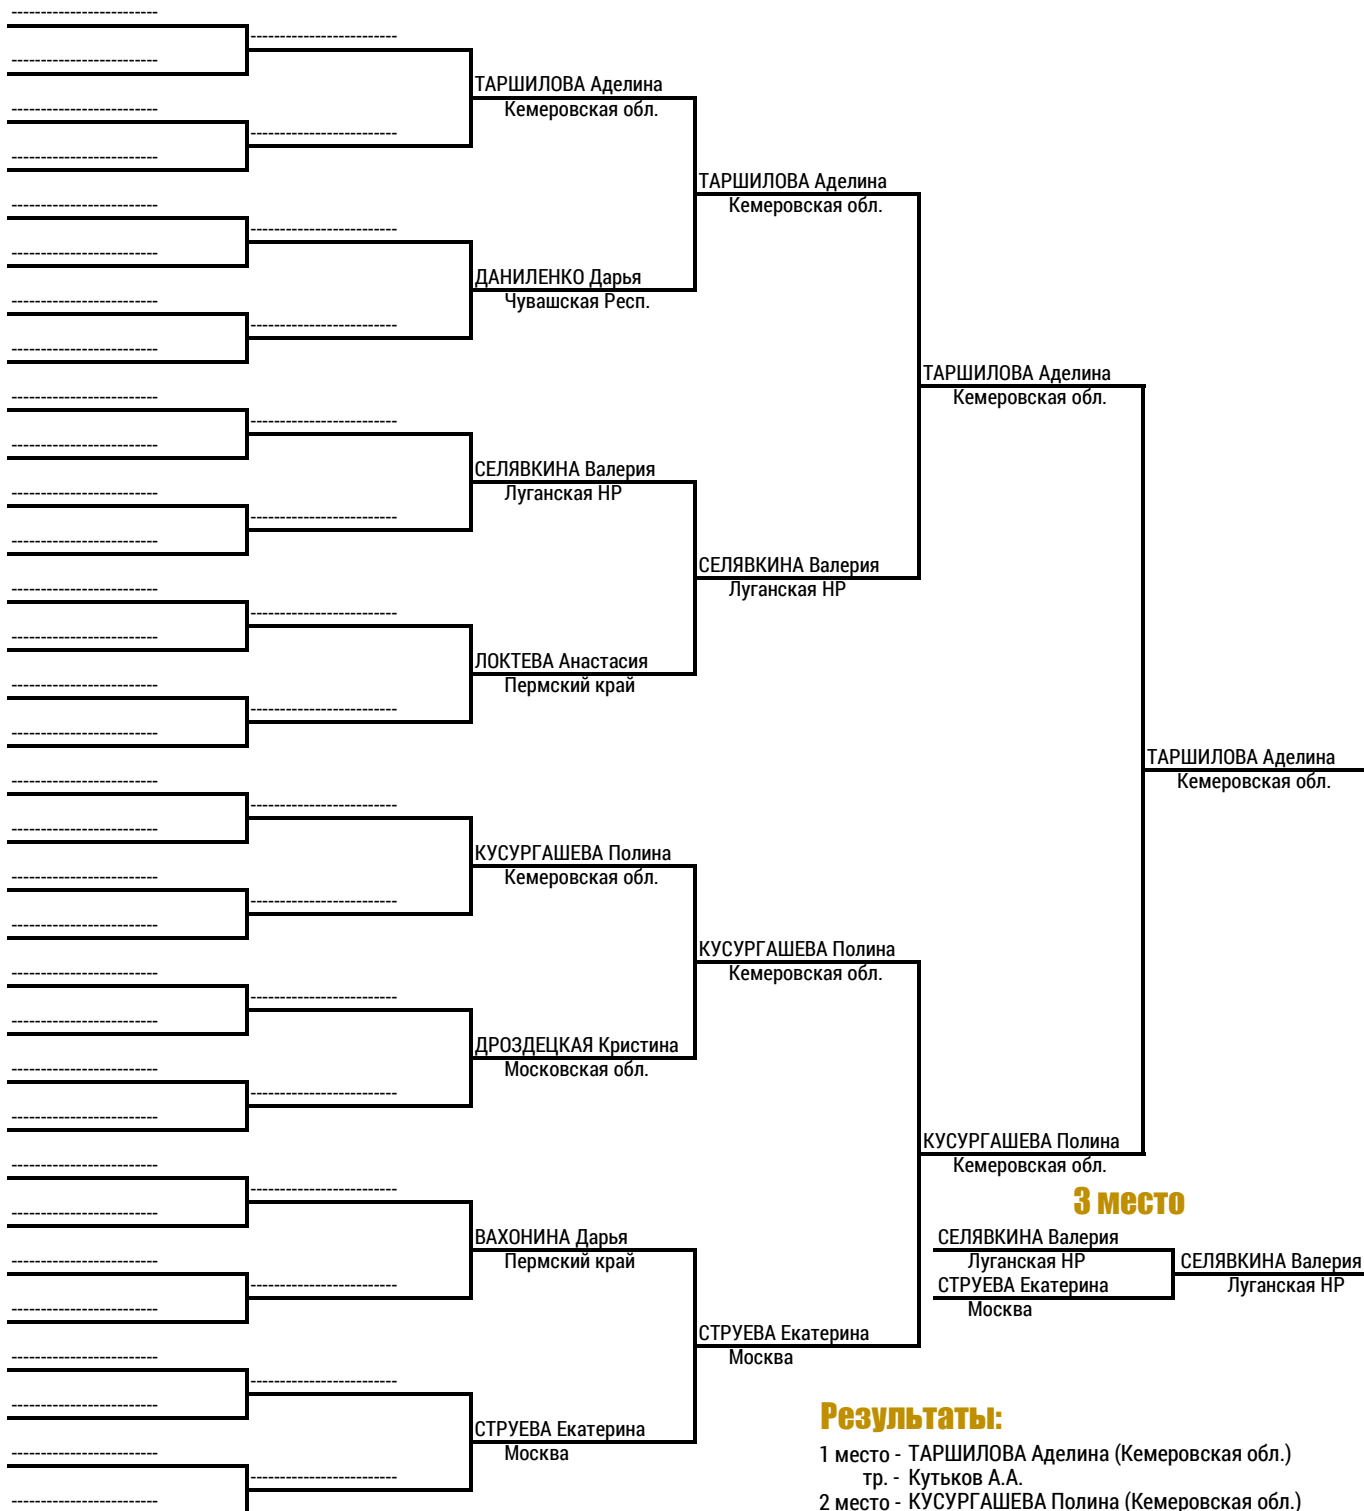 ТАРШИЛОВА Аделина
Кемеровская обл.
ТАРШИЛОВА Аделина
Кемеровская обл.
ДАНИЛЕНКО Дарья
Чувашская Респ.
ТАРШИЛОВА Аделина
Кемеровская обл.
СЕЛЯВКИНА Валерия
Луганская НР
СЕЛЯВКИНА Валерия
Луганская НР
ЛОКТЕВА Анастасия
Пермский край
ТАРШИЛОВА Аделина
Кемеровская обл.
КУСУРГАШЕВА Полина
Кемеровская обл.
КУСУРГАШЕВА Полина
Кемеровская обл.
ДРОЗДЕЦКАЯ Кристина
Московская обл.
КУСУРГАШЕВА Полина
Кемеровская обл.
3 место
ВАХОНИНА Дарья
Пермский край
СЕЛЯВКИНА Валерия
Луганская НР
СЕЛЯВКИНА Валерия
Луганская НР
СТРУЕВА Екатерина
Москва
СТРУЕВА Екатерина
Москва
СТРУЕВА Екатерина
Москва
Результаты:
1 место - ТАРШИЛОВА Аделина (Кемеровская обл.)
тр. - Кутьков А.А.
2 место - КУСУРГАШЕВА Полина (Кемеровская обл.)